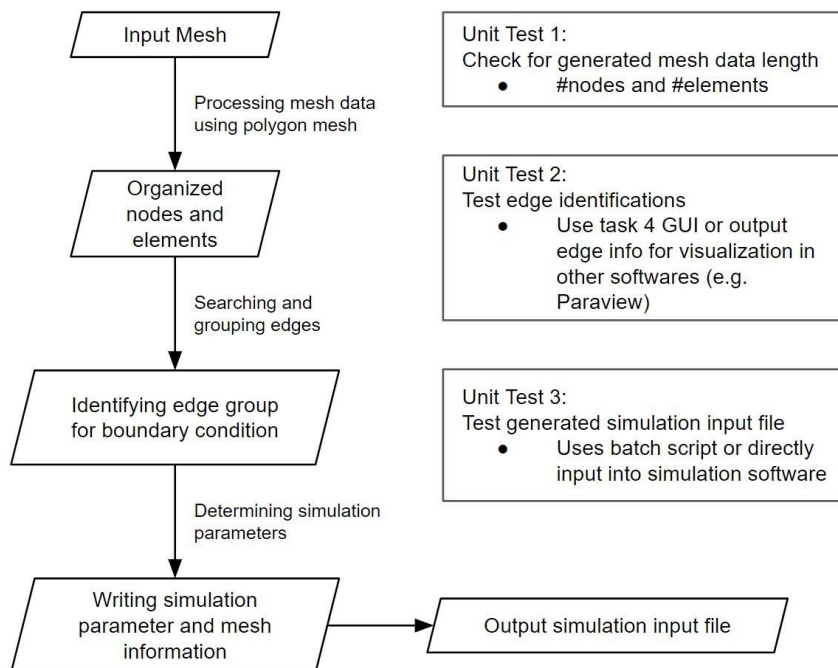 Input Mesh
Processing mesh data
using polygon mesh
Organized
nodes and
elements
Searching and
grouping edges
Identifying edge group
for boundary condition
Determining simulation
parameters
Writing simulation
parameter and mesh
information
Output simulation input file
Unit Test 1:
Check for generated mesh data length
● #nodes and #elements
Unit Test 2:
Test edge identifications
● Use task 4 GUI or output
edge info for visualization in
other softwares (e.g.
Paraview)
Unit Test 3:
Test generated simulation input file
● Uses batch script or directly
input into simulation software